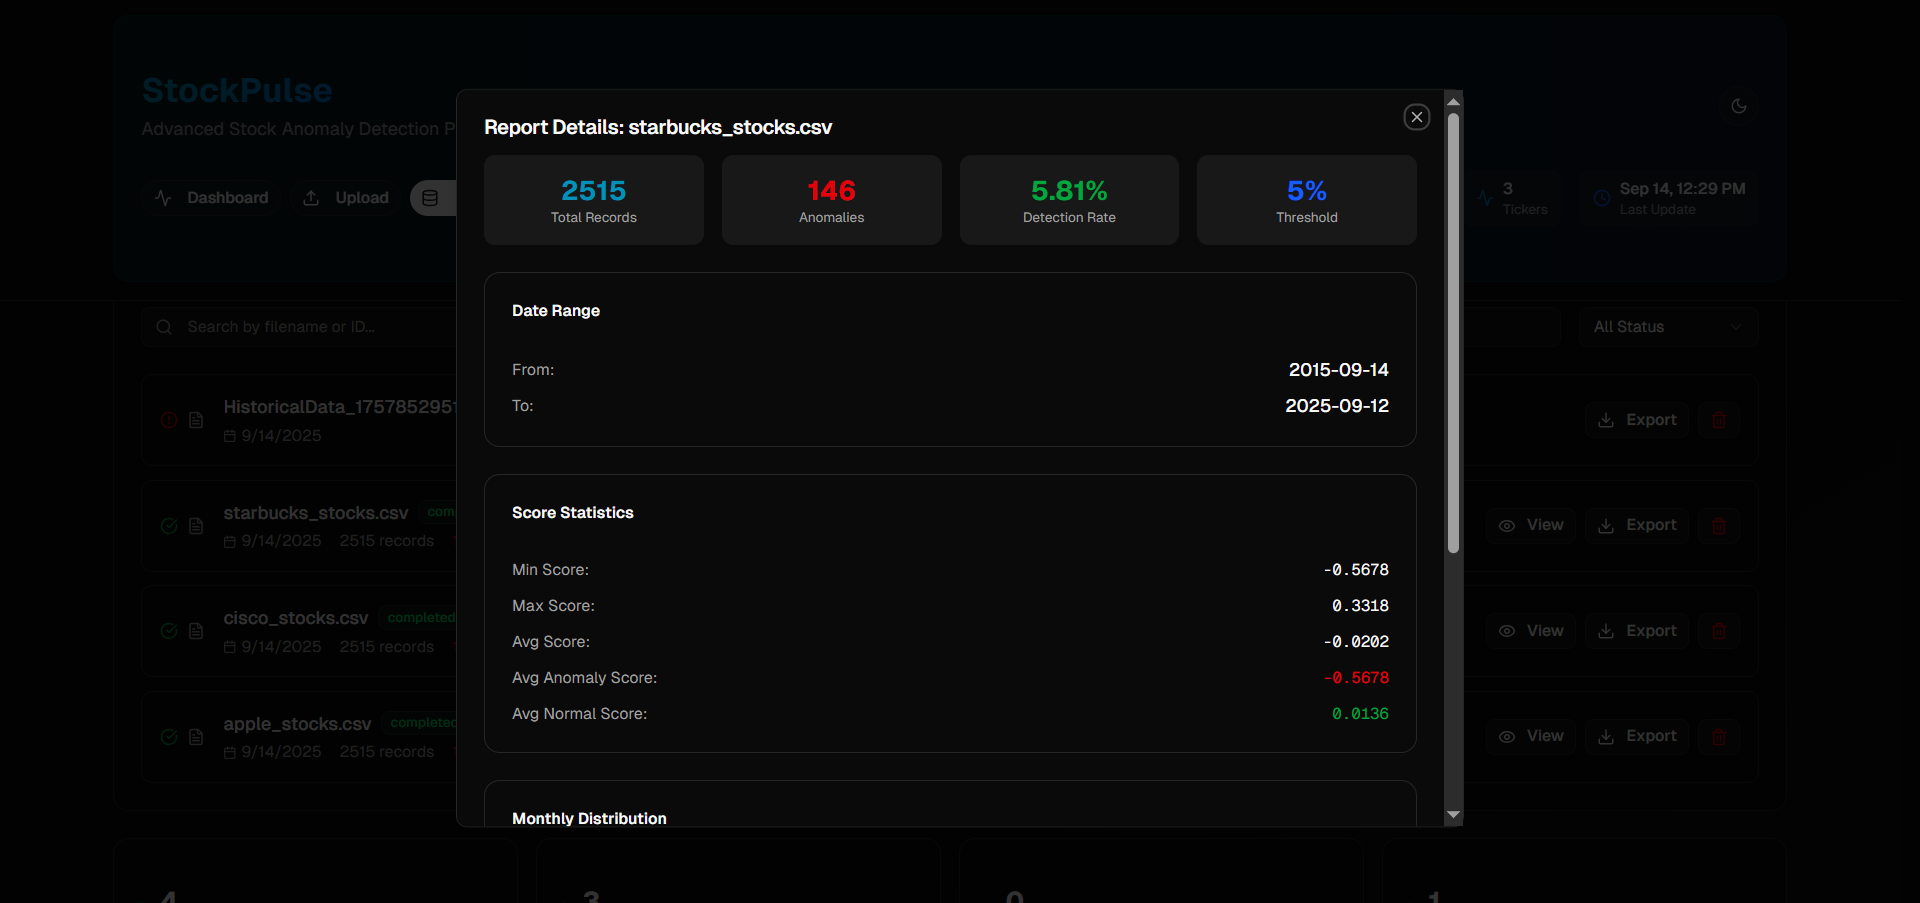 StockPulse
Advanced Stock Anomaly Detection P
Dashboard
Upload
3
Tickers
Sep 14, 12:29 PM
Last Update
Search by filename or ID...
All Status
HistoricalData_1757852951
9/14/2025
Export
starbucks_stocks.csv
com
9/14/2025
2515 records
View
Export
cisco_stocks.csv
completed
9/14/2025
2515 records
View
Export
apple_stocks.csv
completed
9/14/2025
2515 records
View
Export
4
3
0
1
Report Details: starbucks_stocks.csv
2515
Total Records
146
Anomalies
5.81%
Detection Rate
5%
Threshold
Date Range
From:
2015-09-14
To:
2025-09-12
Score Statistics
Min Score:
-0.5678
Max Score:
0.3318
Avg Score:
-0.0202
Avg Anomaly Score:
-0.5678
Avg Normal Score:
0.0136
Monthly Distribution